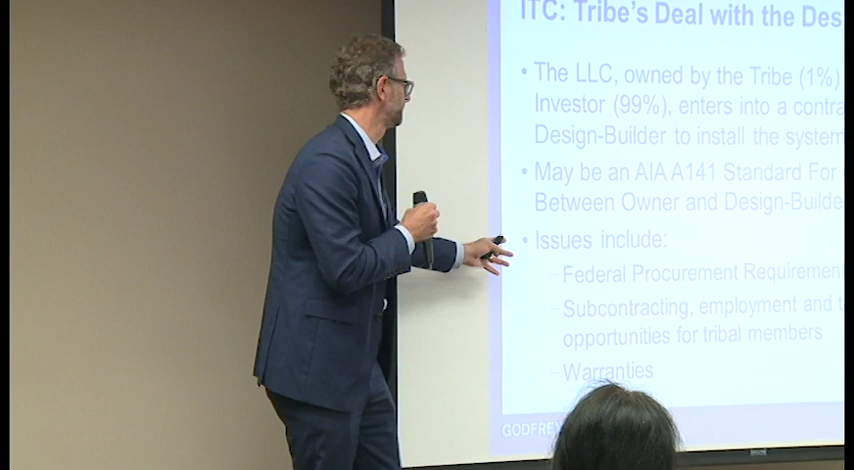 ITC: Tribe's Deal with the Des
• The LLC, owned by the Tribe (1%)
Investor (99%), enters into a contra
Design-Builder to install the system
• May be an AIA A141 Standard For
Between Owner and Design-Builde
• Issues include:
–Federal Procurement Requiremen
–Subcontracting, employment and t
opportunities for tribal members
–Warranties
GODFREY